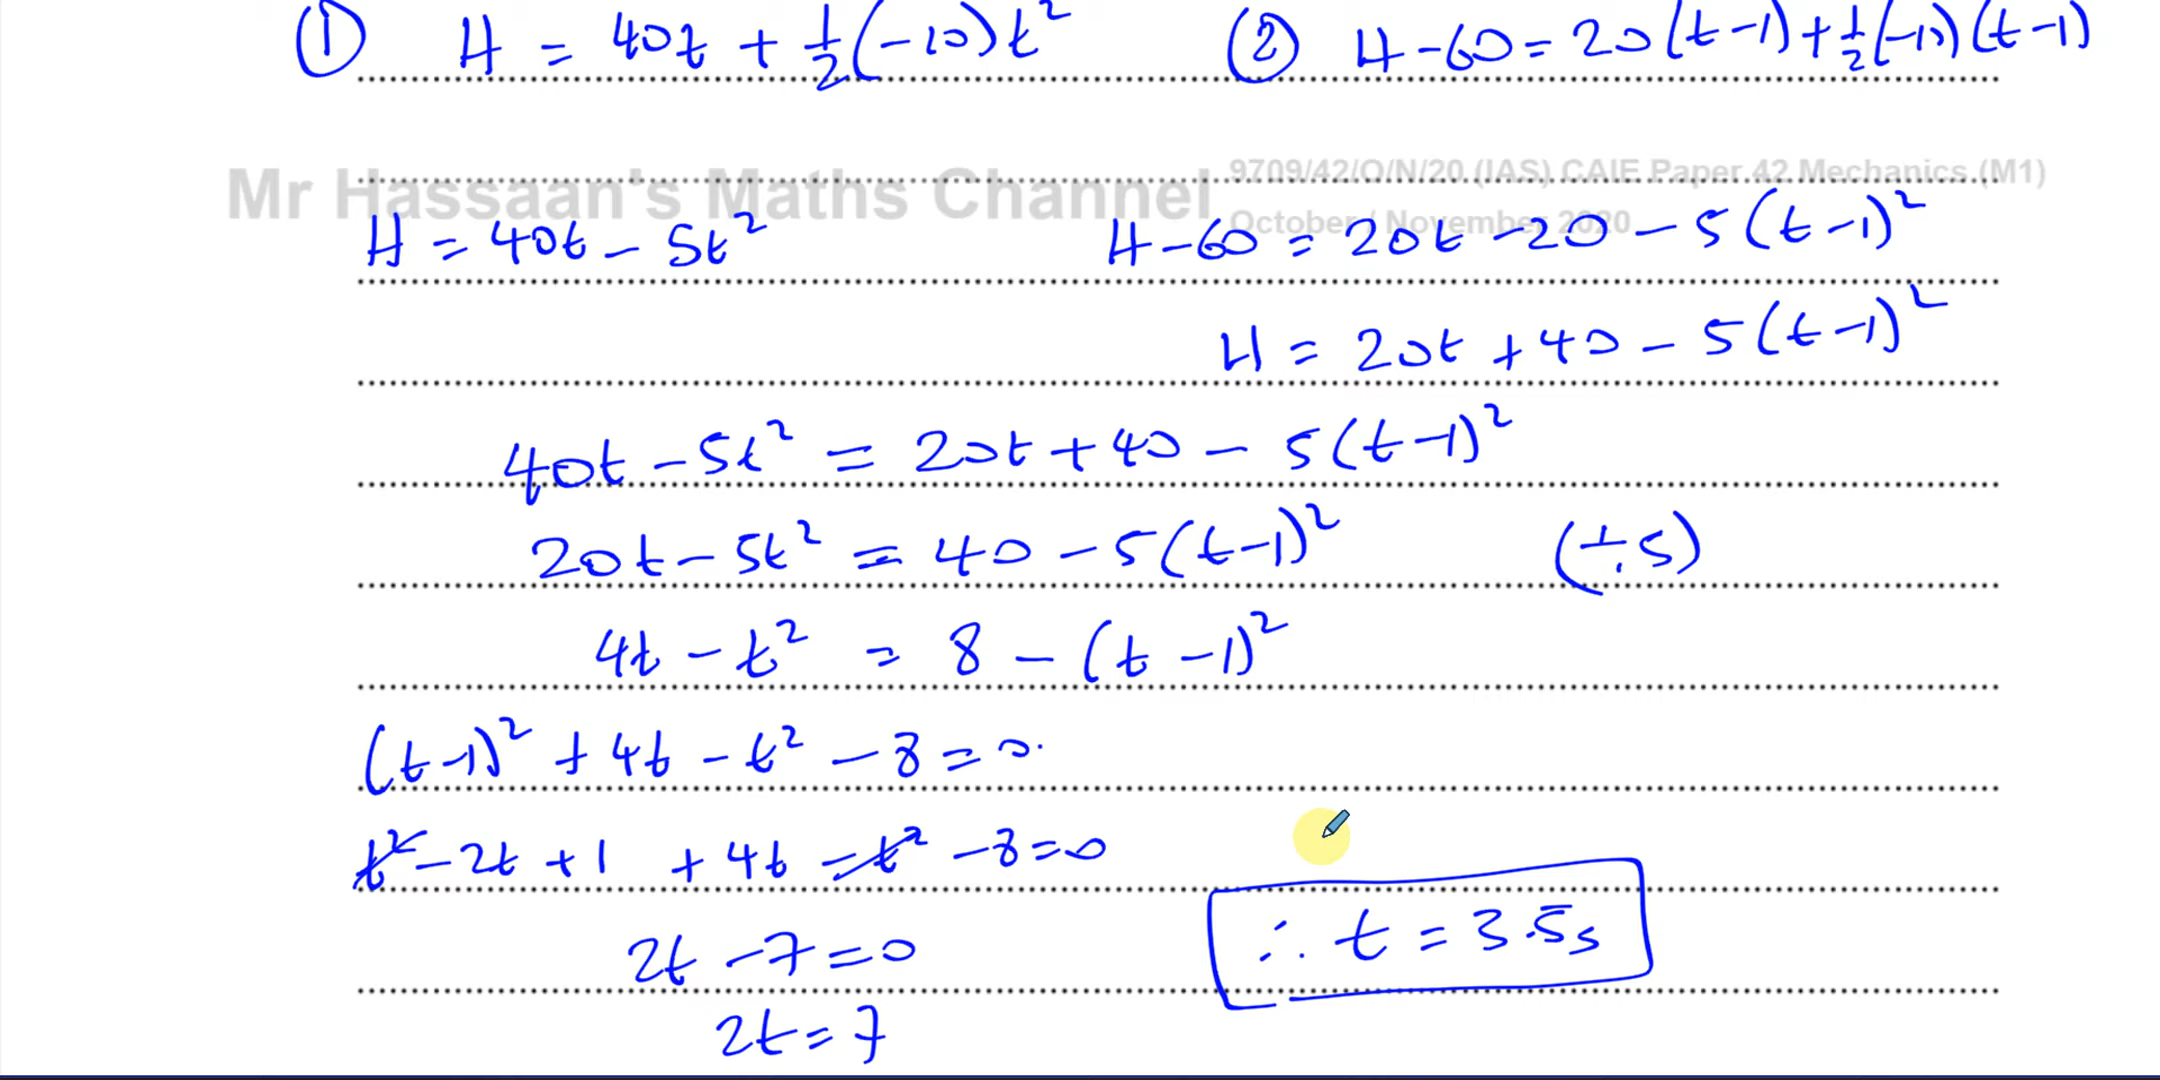 ① H = 40t + 1/2(-10)t² ② H-60 = 20(t-1) + 1/2(-10)(t-1)
Mr Hassaan's Maths Channel 9709/42/O/N/20 (IAS) CAIE Paper 42 Mechanics (M1)
October / November 2020
H = 40t - 5t² H-60 = 20t - 20 - 5(t-1)²
H = 20t + 40 - 5(t-1)²
40t - 5t² = 20t + 40 - 5(t-1)²
20t - 5t² = 40 - 5(t-1)² (÷5)
4t - t² = 8 - (t-1)²
(t-1)² + 4t - t² - 8 = 0.
t² - 2t + 1 + 4t - t² - 8 = 0
2t - 7 = 0 ∴ t = 3.5s
2t = 7